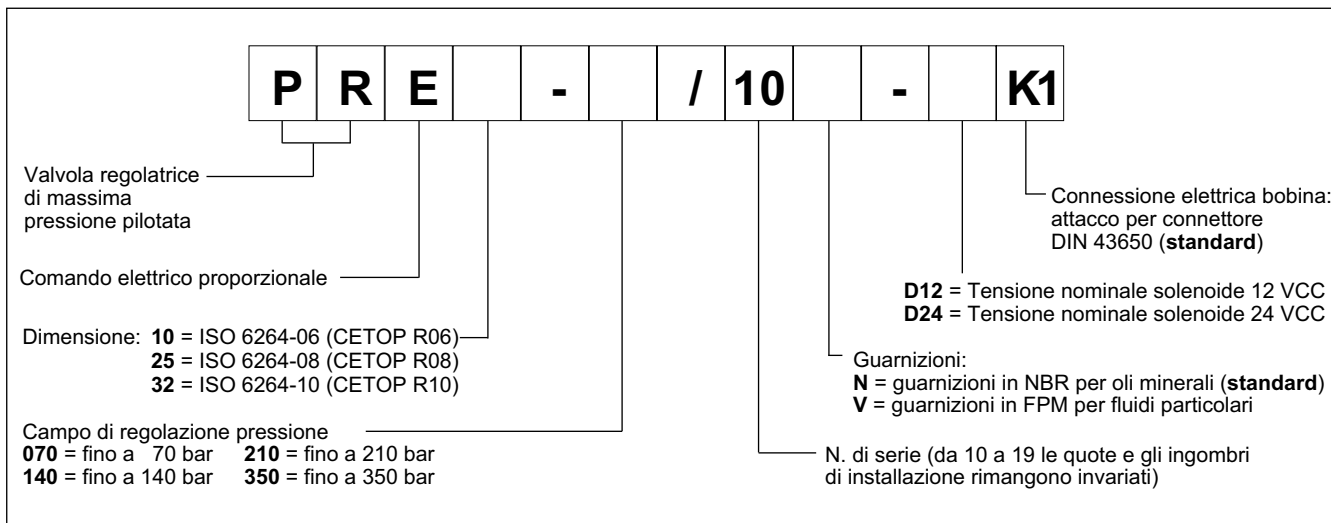 P R E - / 10 - K1
Valvola regolatrice
di massima
pressione pilotata
Comando elettrico proporzionale
Dimensione: 10 = ISO 6264-06 (CETOP R06)
25 = ISO 6264-08 (CETOP R08)
32 = ISO 6264-10 (CETOP R10)
Campo di regolazione pressione
070 = fino a 70 bar 210 = fino a 210 bar
140 = fino a 140 bar 350 = fino a 350 bar
Connessione elettrica bobina:
attacco per connettore
DIN 43650 (standard)
D12 = Tensione nominale solenoide 12 VCC
D24 = Tensione nominale solenoide 24 VCC
Guarnizioni:
N = guarnizioni in NBR per oli minerali (standard)
V = guarnizioni in FPM per fluidi particolari
N. di serie (da 10 a 19 le quote e gli ingombri
di installazione rimangono invariati)